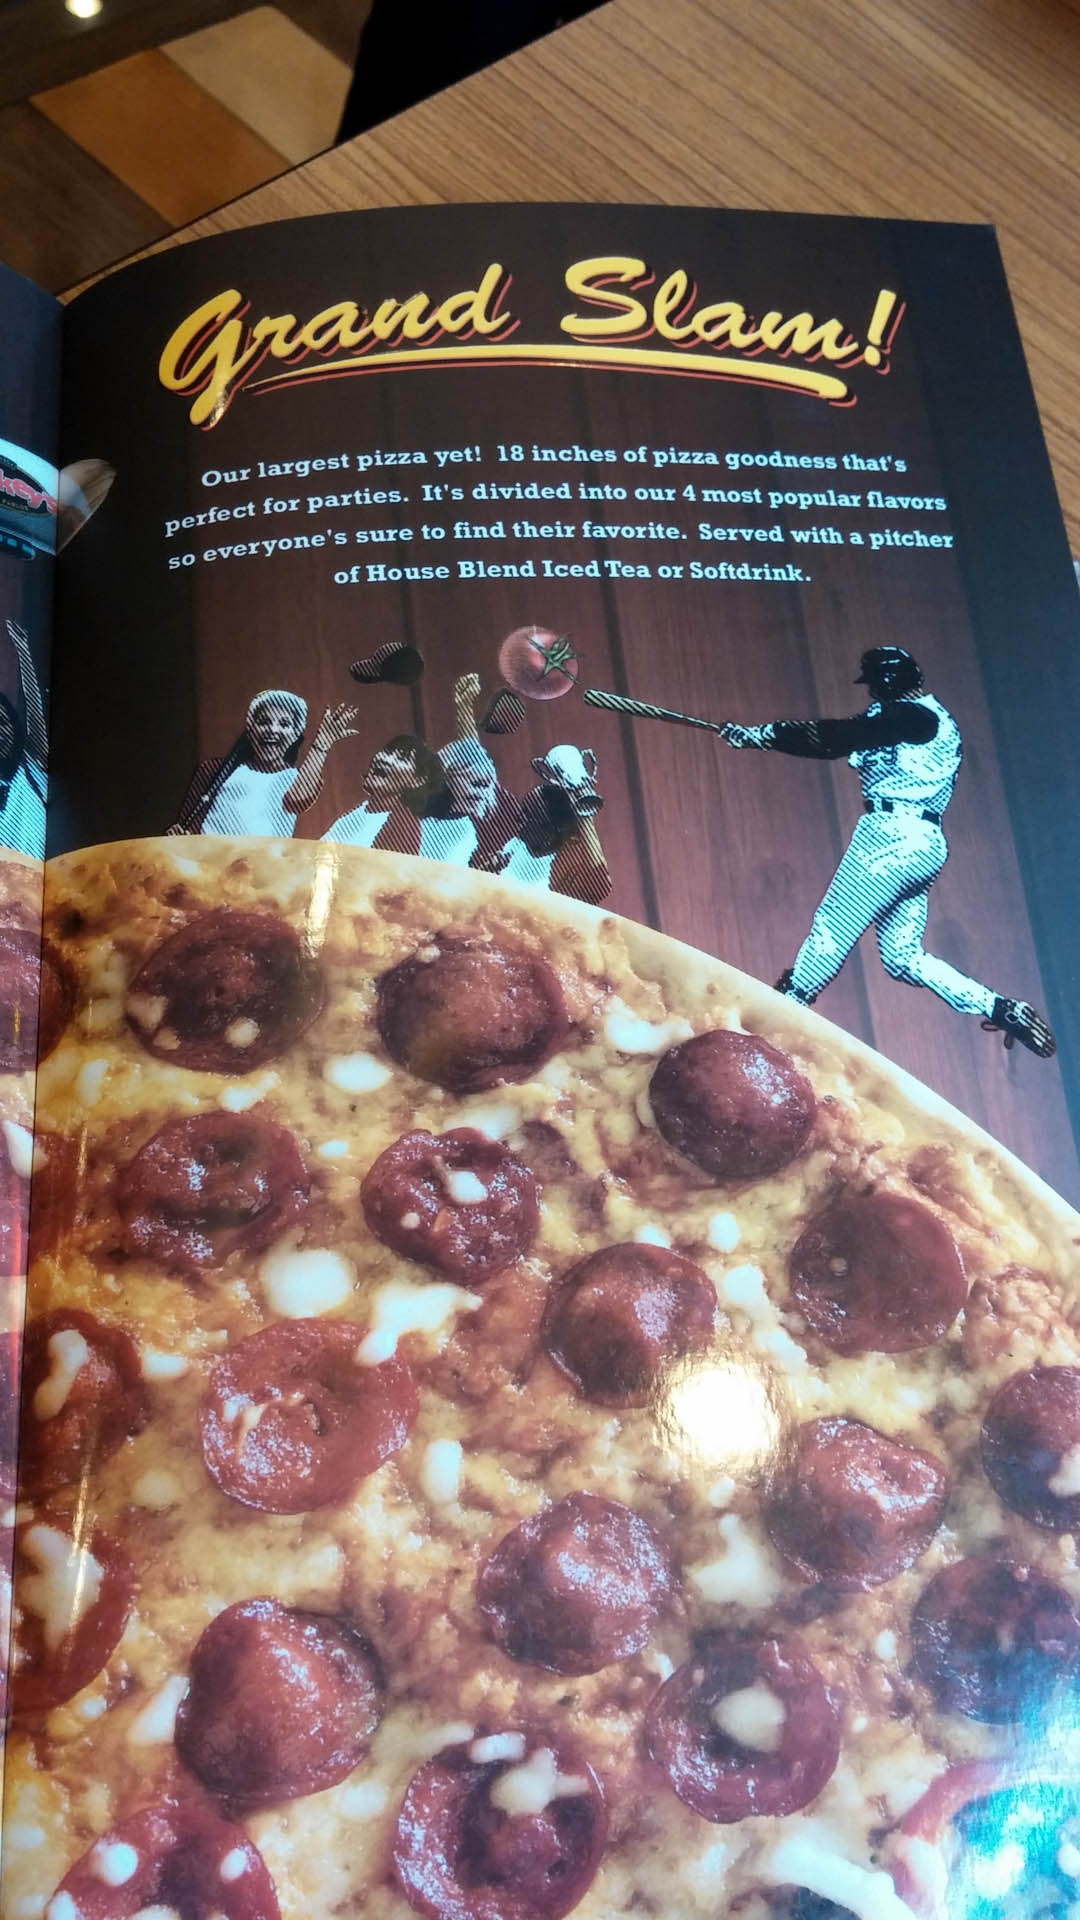 Grand Slam!
Our largest pizza yet! 18 inches of pizza goodness that's
perfect for parties. It's divided into our 4 most popular flavors
so everyone's sure to find their favorite. Served with a pitcher
of House Blend Iced Tea or Softdrink.